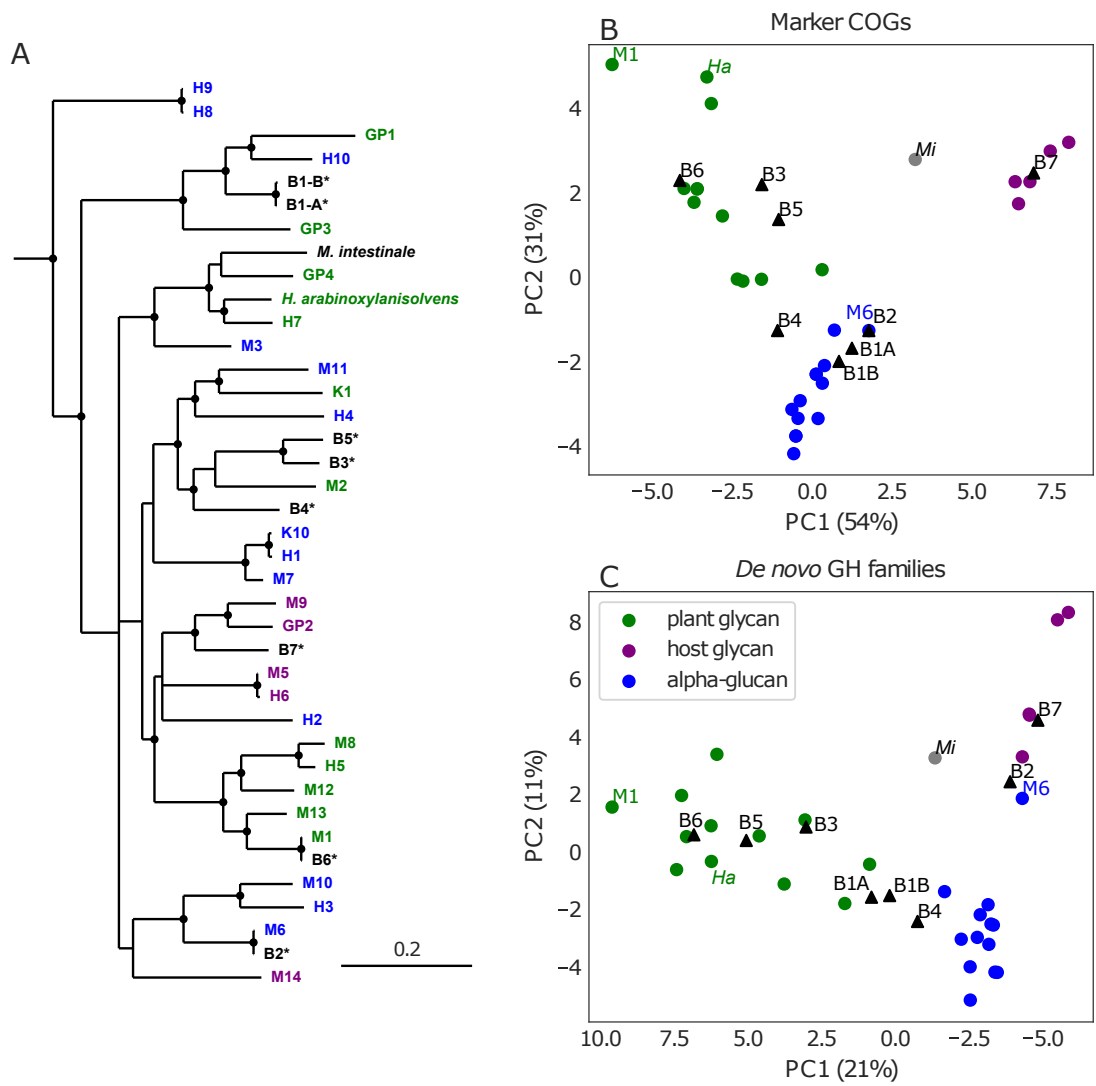 A
H9
H8
GP1
H10
B1-B*
B1-A*
GP3
M. intestinale
GP4
H. arabinoxylanisolvens
H7
M3
M11
K1
H4
B5*
B3*
M2
B4*
K10
H1
M7
M9
GP2
B7*
M5
H6
H2
M8
H5
M12
M13
M1
B6*
M10
H3
M6
B2*
M14
0.2
B
Marker COGs
M1
Ha
Mi
B7
B6
B3
B5
B4
M6
B2
B1A
B1B
4
2
0
−2
−4
PC2 (31%)
−5.0
−2.5
0.0
2.5
5.0
7.5
PC1 (54%)
C
De novo GH families
plant glycan
host glycan
alpha-glucan
B7
Mi
B2
M6
M1
B6
B5
B3
Ha
B1A
B1B
B4
8
6
4
2
0
−2
−4
PC2 (11%)
10.0
7.5
5.0
2.5
0.0
−2.5
−5.0
PC1 (21%)